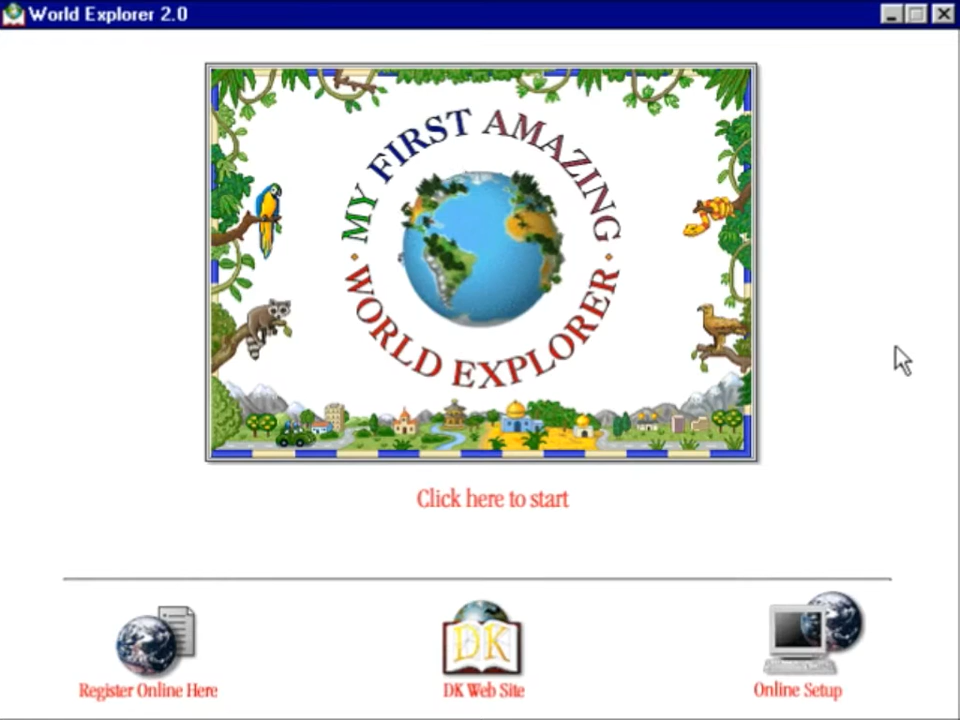 World Explorer 2.0
MY FIRST AMAZING
WORLD EXPLORER
Click here to start
DK
Register Online Here
DK Web Site
Online Setup